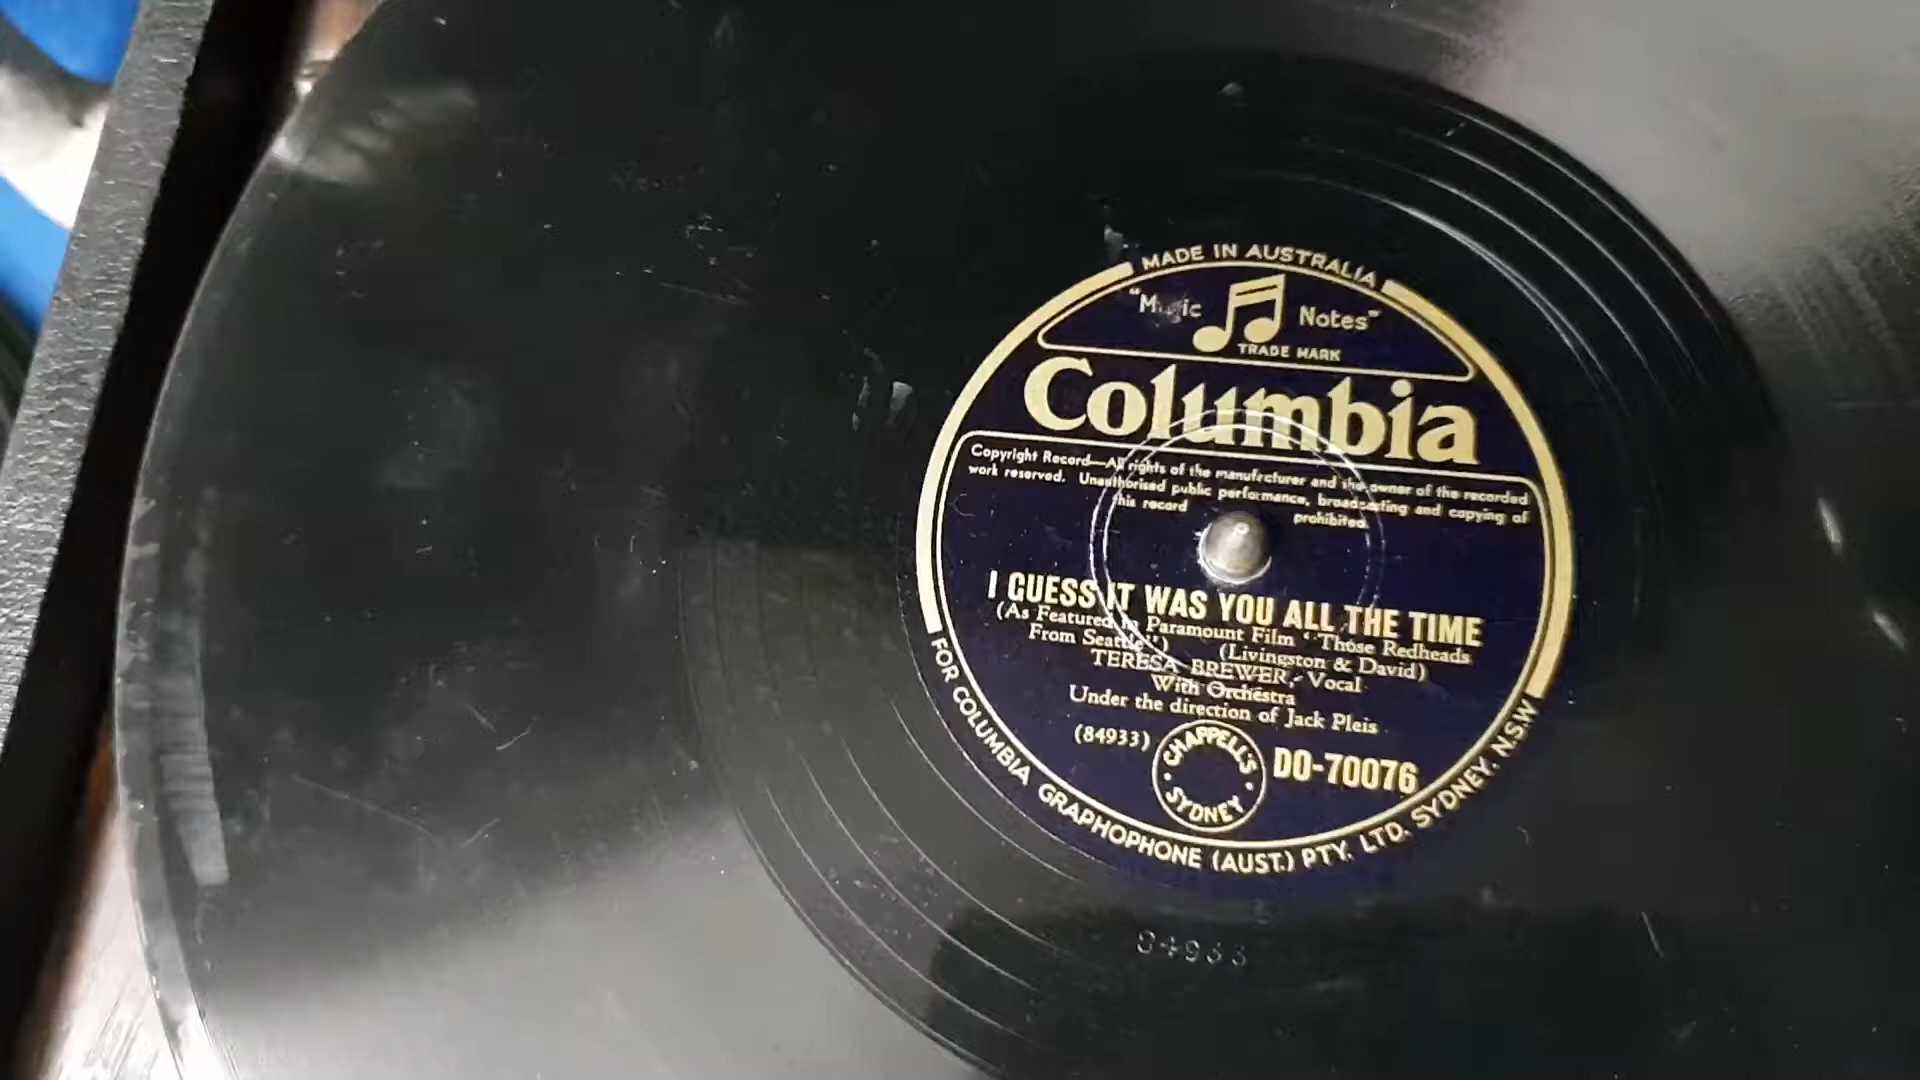 MADE IN AUSTRALIA
"Music Notes"
TRADE MARK
Columbia
Copyright Record—All rights of the manufacturer and the owner of the recorded
work reserved. Unauthorised public performance, broadcasting and copying of
this record prohibited.
I GUESS IT WAS YOU ALL THE TIME
(As Featured in Paramount Film "Those Redheads
From Seattle") (Livingston & David)
TERESA BREWER, Vocal
With Orchestra
Under the direction of Jack Pleis
(84933)
CHAPPELL'S
SYDNEY
DO-70076
FOR COLUMBIA GRAPHOPHONE (AUST.) PTY. LTD. SYDNEY. N.S.W
84933